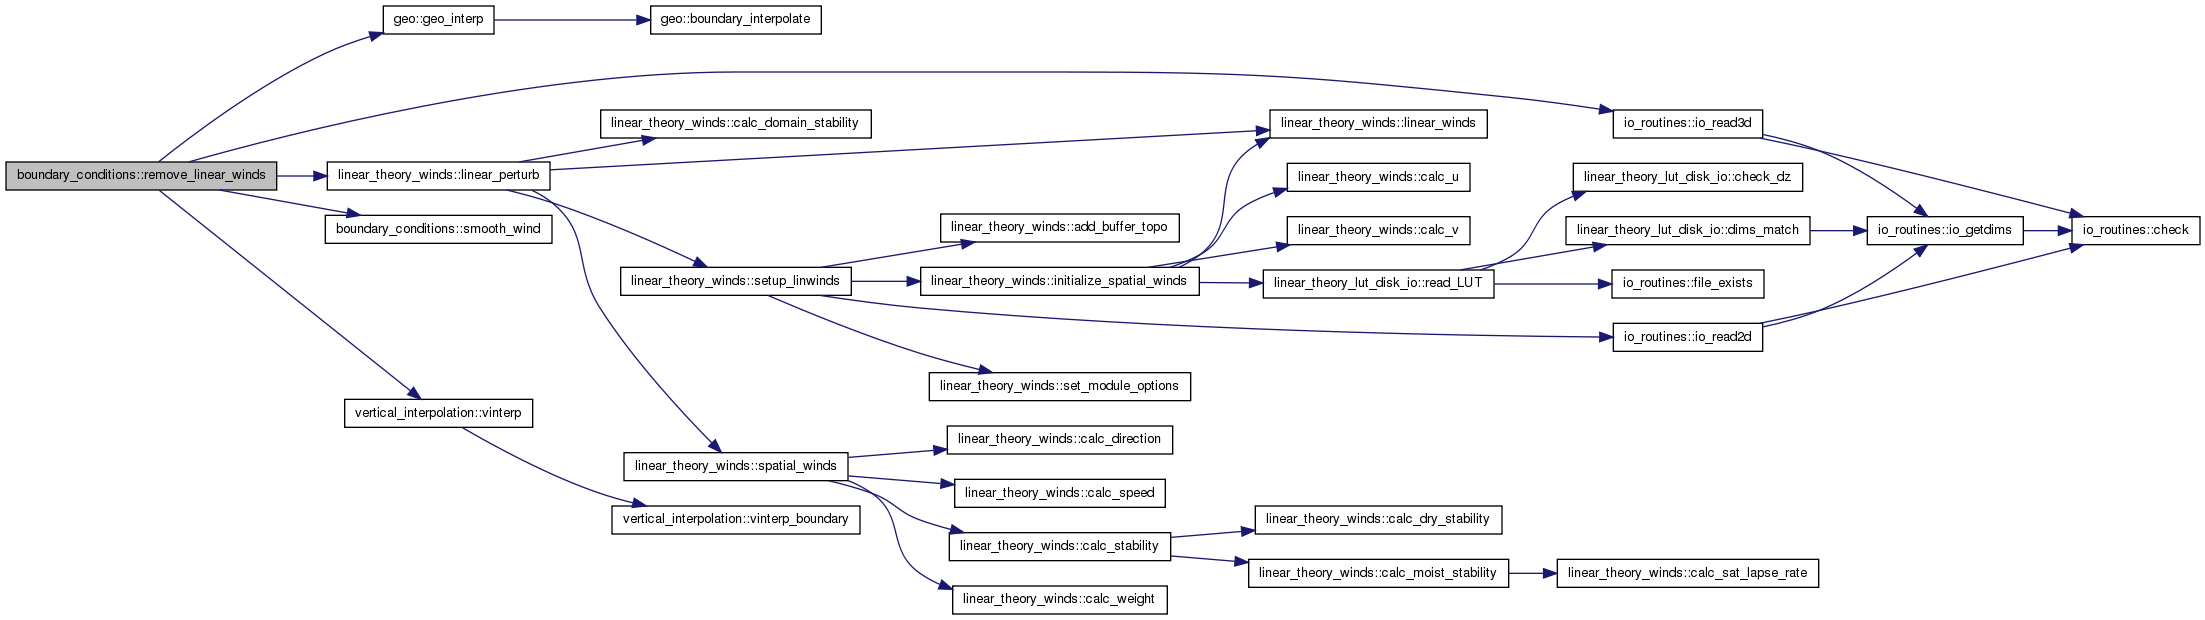 geo::geo_interp
geo::boundary_interpolate
linear_theory_winds::calc_domain_stability
linear_theory_winds::linear_winds
io_routines::io_read3d
boundary_conditions::remove_linear_winds
linear_theory_winds::linear_perturb
linear_theory_winds::calc_u
linear_theory_lut_disk_io::check_dz
boundary_conditions::smooth_wind
linear_theory_winds::add_buffer_topo
linear_theory_winds::calc_v
linear_theory_lut_disk_io::dims_match
io_routines::io_getdims
io_routines::check
linear_theory_winds::setup_linwinds
linear_theory_winds::initialize_spatial_winds
linear_theory_lut_disk_io::read_LUT
io_routines::file_exists
io_routines::io_read2d
linear_theory_winds::set_module_options
vertical_interpolation::vinterp
linear_theory_winds::calc_direction
linear_theory_winds::spatial_winds
linear_theory_winds::calc_speed
vertical_interpolation::vinterp_boundary
linear_theory_winds::calc_dry_stability
linear_theory_winds::calc_stability
linear_theory_winds::calc_moist_stability
linear_theory_winds::calc_sat_lapse_rate
linear_theory_winds::calc_weight